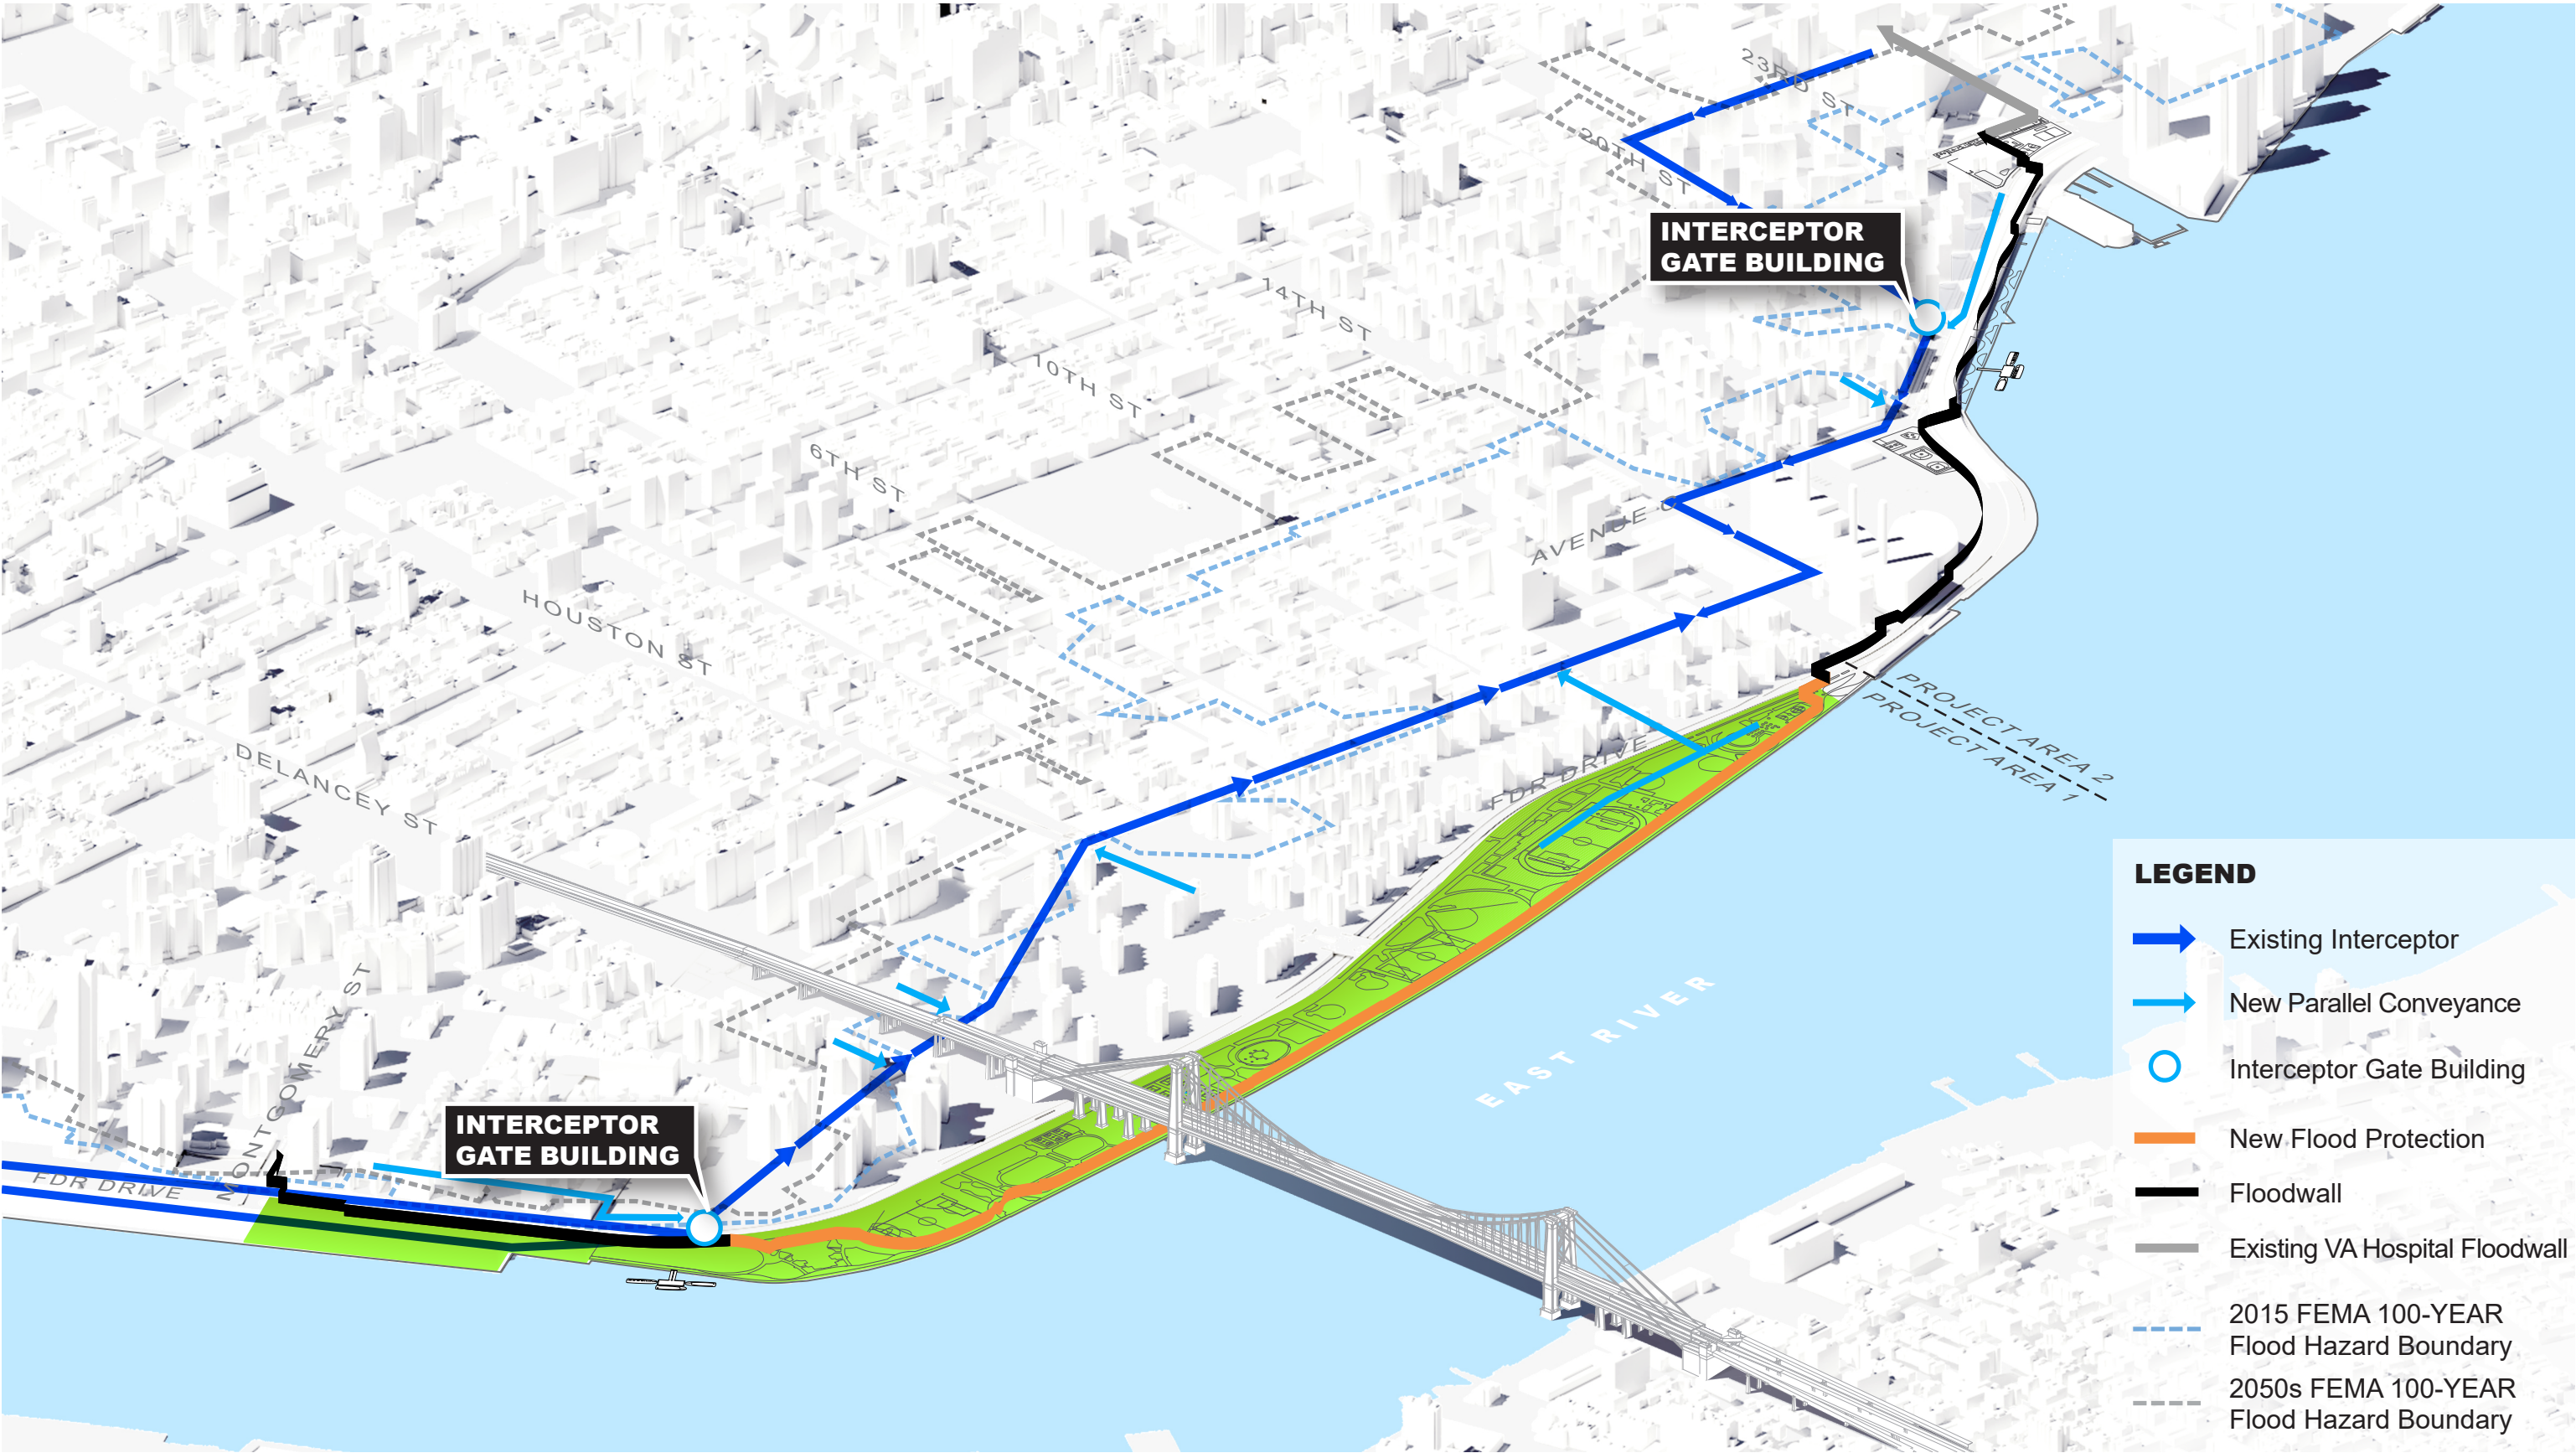 23RD ST
20TH ST
INTERCEPTOR
GATE BUILDING
14TH ST
10TH ST
6TH ST
AVENUE C
HOUSTON ST
PROJECT AREA 2
PROJECT AREA 1
DELANCEY ST
FDR DRIVE
EAST RIVER
MONTGOMERY ST
INTERCEPTOR
GATE BUILDING
FDR DRIVE
LEGEND
Existing Interceptor
New Parallel Conveyance
Interceptor Gate Building
New Flood Protection
Floodwall
Existing VA Hospital Floodwall
2015 FEMA 100-YEAR
Flood Hazard Boundary
2050s FEMA 100-YEAR
Flood Hazard Boundary